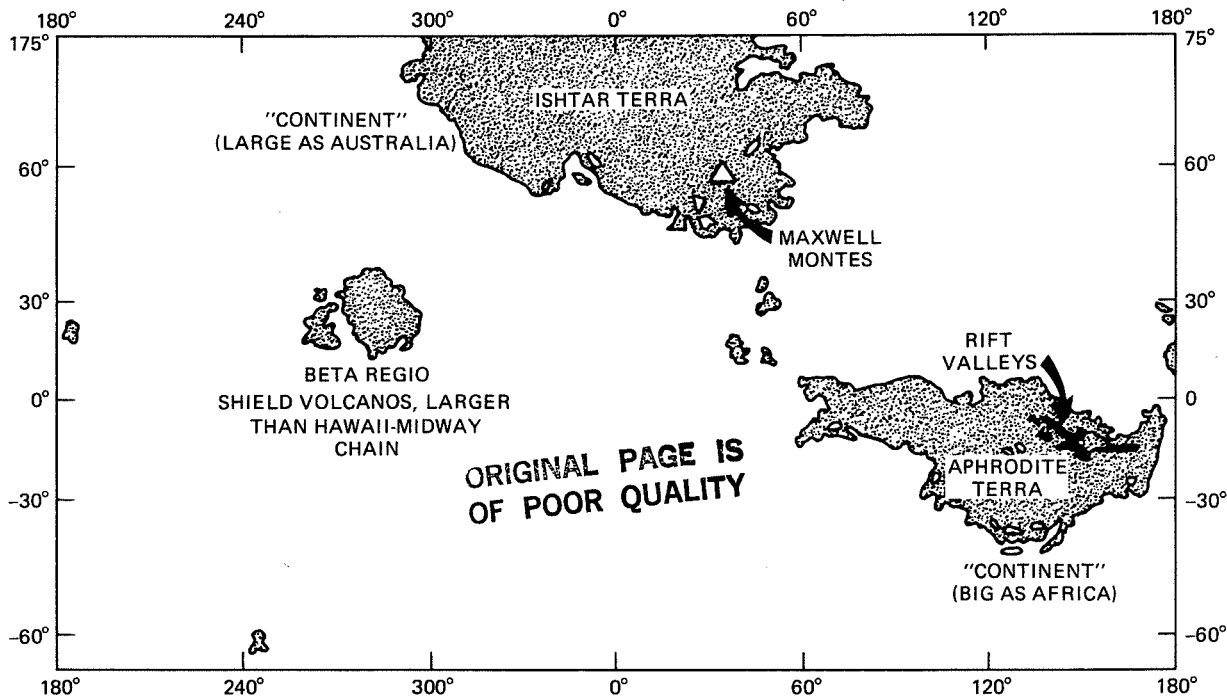 180° 240° 300° 0° 60° 120° 180°
175° 75°
ISHTAR TERRA
"CONTINENT"
(LARGE AS AUSTRALIA)
60° 60°
MAXWELL
MONTES
30° 30°
RIFT
VALLEYS
BETA REGIO
SHIELD VOLCANOS, LARGER
THAN HAWAII-MIDWAY
CHAIN
0° 0
ORIGINAL PAGE IS
OF POOR QUALITY
APHRODITE
TERRA
-30° -30°
"CONTINENT"
(BIG AS AFRICA)
-60° -60°
180° 240° 300° 0° 60° 120° 180°